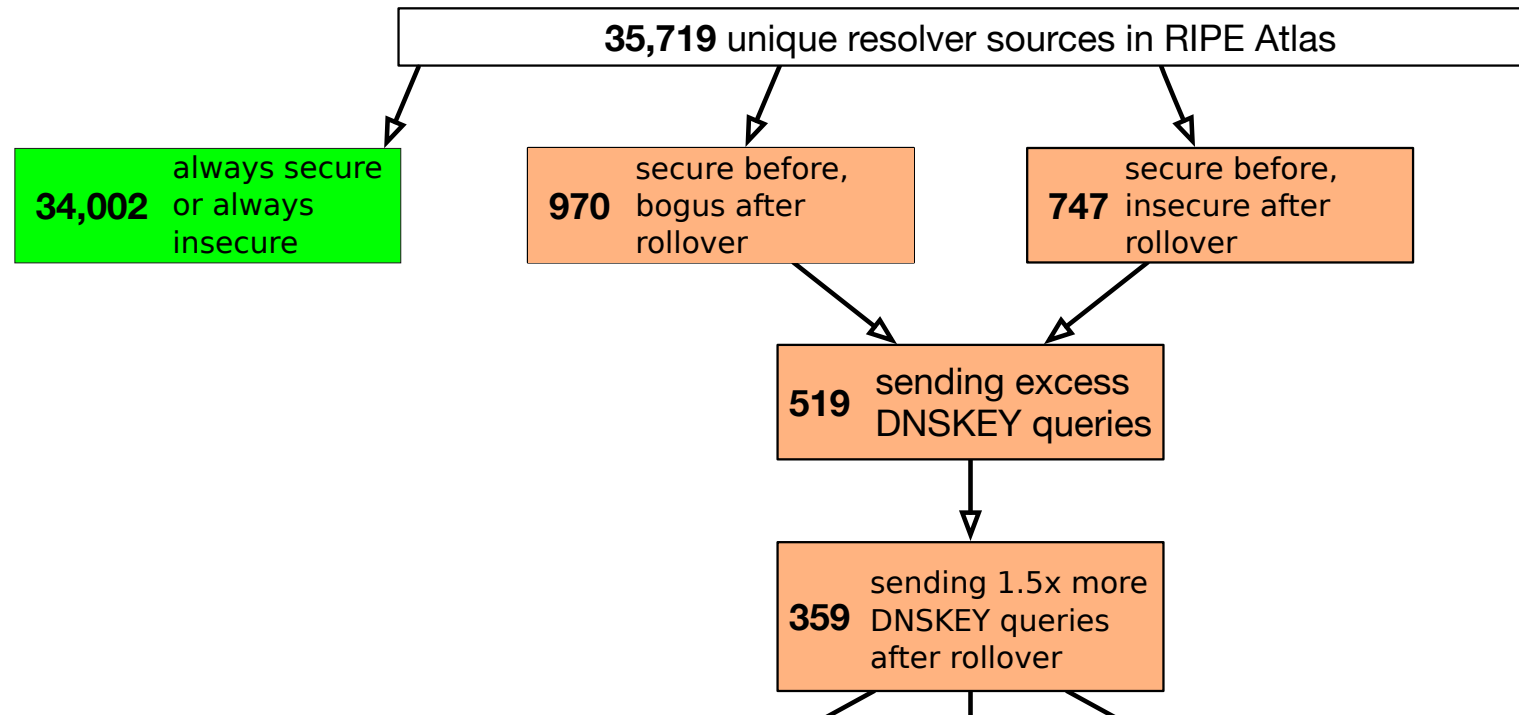 35,719 unique resolver sources in RIPE Atlas
34,002
always secure
or always
insecure
970
secure before,
bogus after
rollover
747
secure before,
insecure after
rollover
519
sending excess
DNSKEY queries
359
sending 1.5x more
DNSKEY queries
after rollover